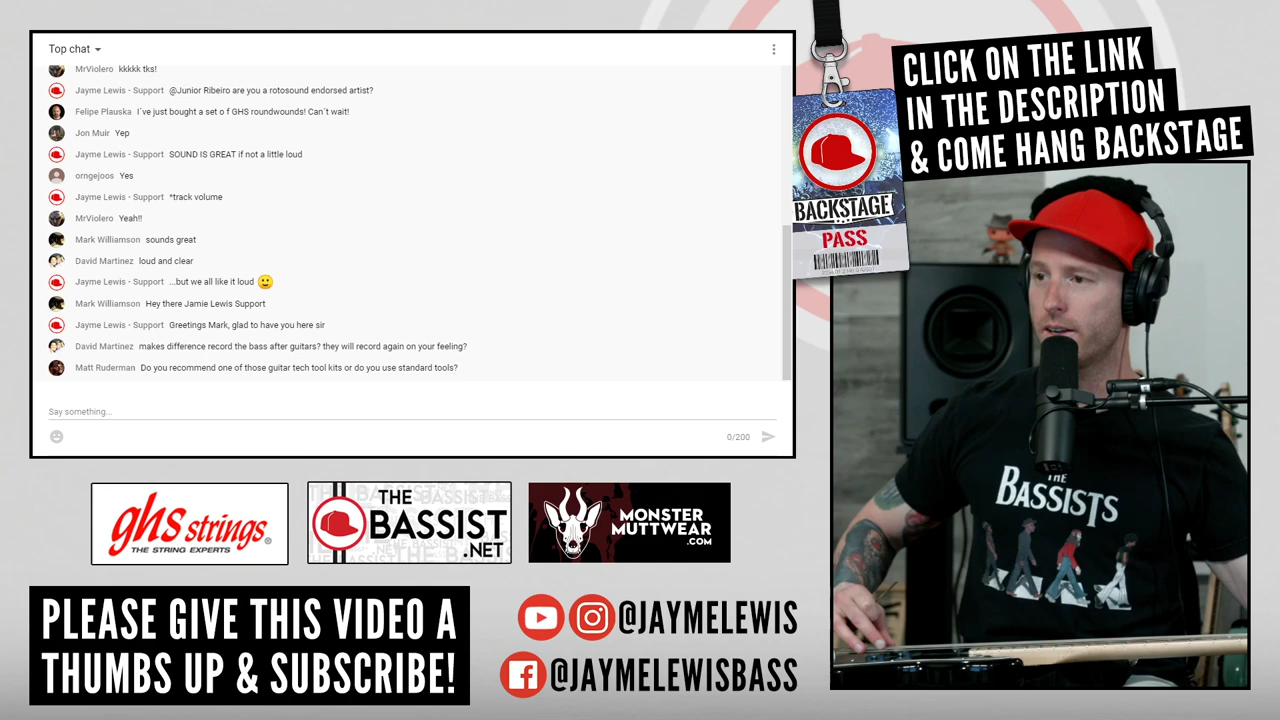 Top chat
MrViolero kkkkk tks!
Jayme Lewis - Support @Junior Ribeiro are you a rotosound endorsed artist?
Felipe Plauska I´ve just bought a set o f GHS roundwounds! Can´t wait!
Jon Muir Yep
Jayme Lewis - Support SOUND IS GREAT if not a little loud
orngejoos Yes
Jayme Lewis - Support *track volume
MrViolero Yeah!!
Mark Williamson sounds great
David Martinez loud and clear
Jayme Lewis - Support ...but we all like it loud
Mark Williamson Hey there Jamie Lewis Support
Jayme Lewis - Support Greetings Mark, glad to have you here sir
David Martinez makes difference record the bass after guitars? they will record again on your feeling?
Matt Ruderman Do you recommend one of those guitar tech tool kits or do you use standard tools?
Say something...
0/200
BACKSTAGE
PASS
CLICK ON THE LINK
IN THE DESCRIPTION
& COME HANG BACKSTAGE
THE
BASSISTS
ghs strings®
THE STRING EXPERTS
THE
BASSIST
.NET
MONSTER
MUTTWEAR
.COM
PLEASE GIVE THIS VIDEO A
THUMBS UP & SUBSCRIBE!
@JAYMELEWIS
@JAYMELEWISBASS